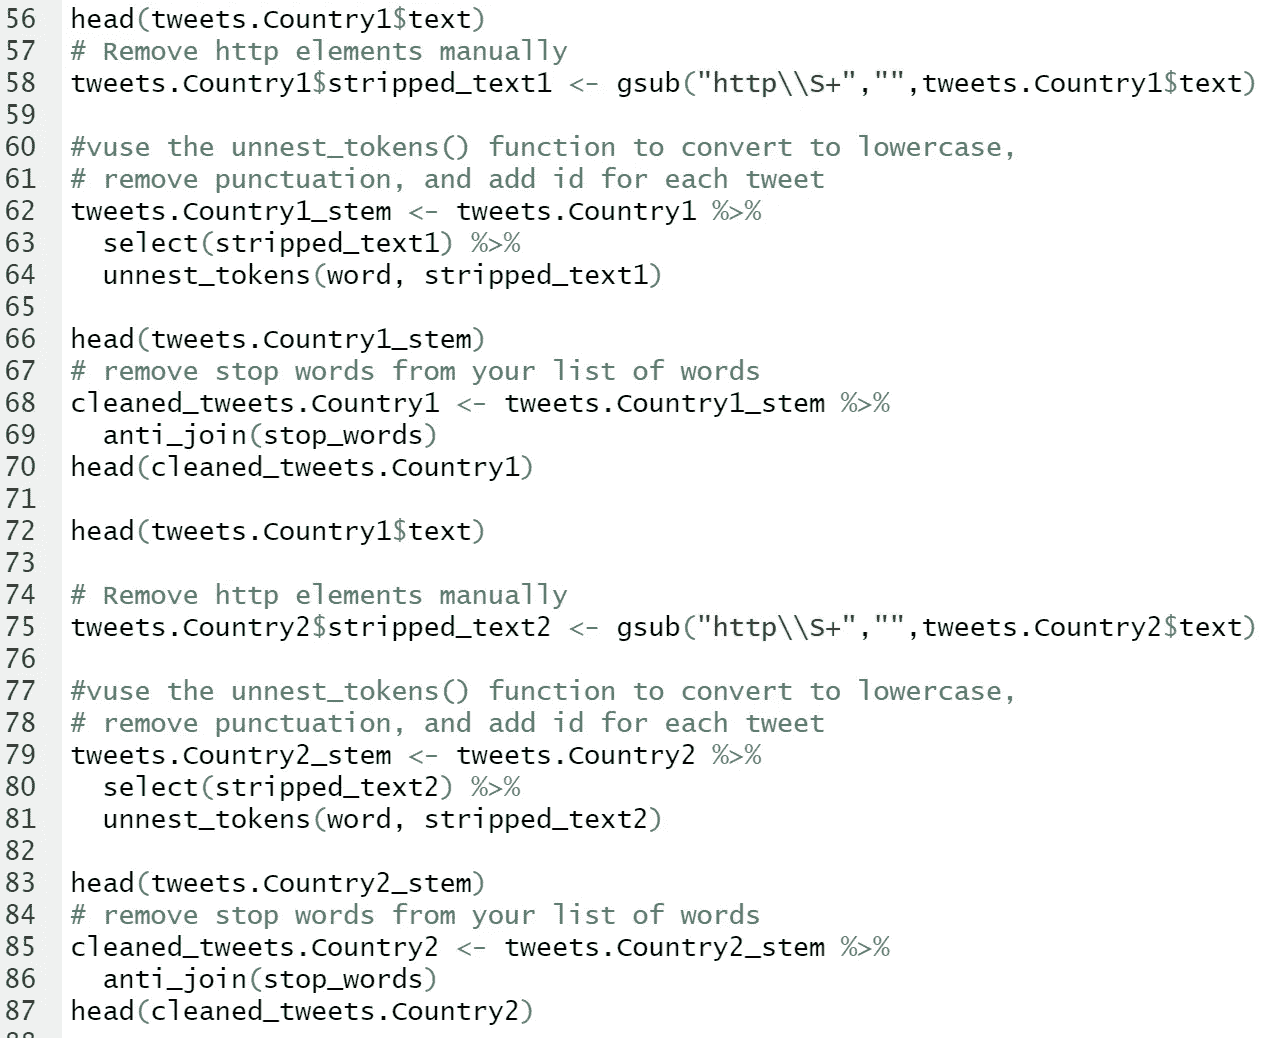 56 head(tweets.Country1$text)
57 # Remove http elements manually
58 tweets.Country1$stripped_text1 <- gsub("http\\S+","",tweets.Country1$text)
59
60 #vuse the unnest_tokens() function to convert to lowercase,
61 # remove punctuation, and add id for each tweet
62 tweets.Country1_stem <- tweets.Country1 %>%
63   select(stripped_text1) %>%
64   unnest_tokens(word, stripped_text1)
65
66 head(tweets.Country1_stem)
67 # remove stop words from your list of words
68 cleaned_tweets.Country1 <- tweets.Country1_stem %>%
69   anti_join(stop_words)
70 head(cleaned_tweets.Country1)
71
72 head(tweets.Country1$text)
73
74 # Remove http elements manually
75 tweets.Country2$stripped_text2 <- gsub("http\\S+","",tweets.Country2$text)
76
77 #vuse the unnest_tokens() function to convert to lowercase,
78 # remove punctuation, and add id for each tweet
79 tweets.Country2_stem <- tweets.Country2 %>%
80   select(stripped_text2) %>%
81   unnest_tokens(word, stripped_text2)
82
83 head(tweets.Country2_stem)
84 # remove stop words from your list of words
85 cleaned_tweets.Country2 <- tweets.Country2_stem %>%
86   anti_join(stop_words)
87 head(cleaned_tweets.Country2)